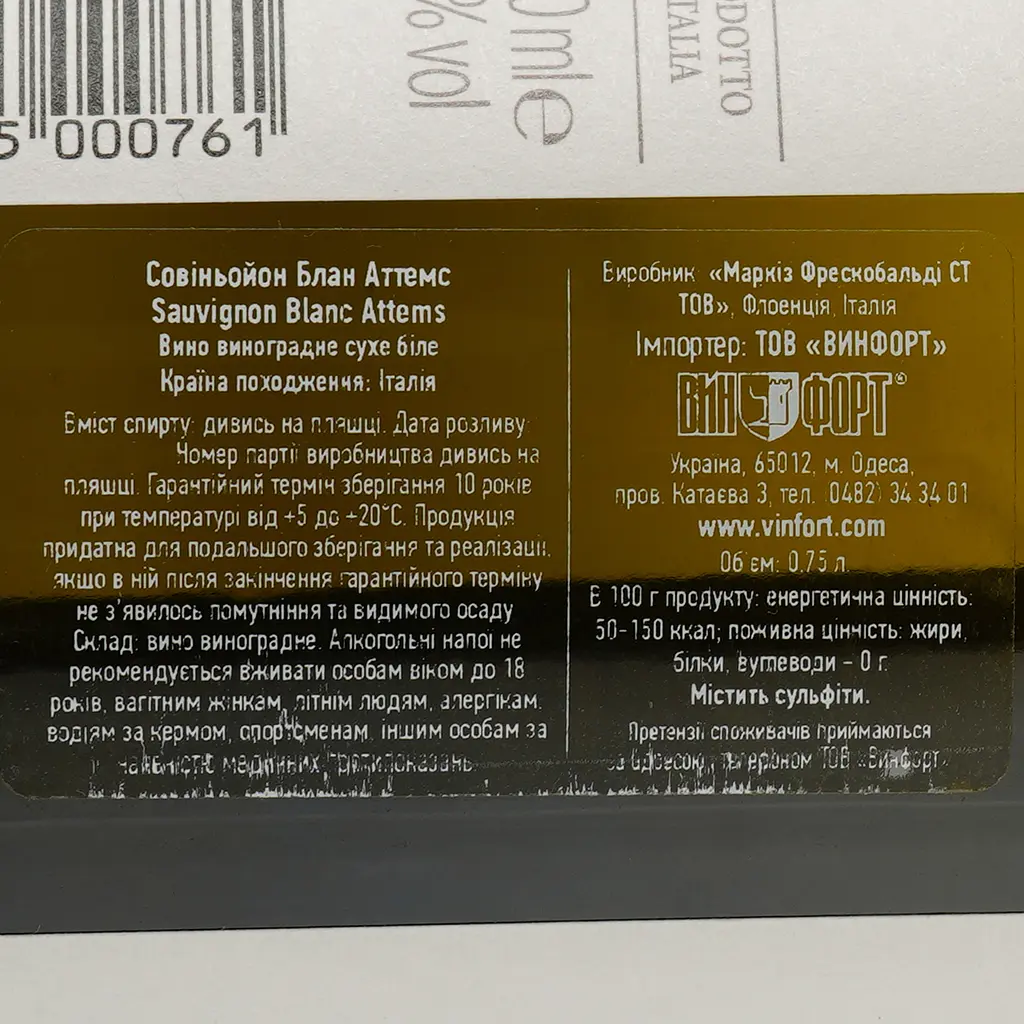 5 000761
% vol
0mle
ODOTTO
TALIA
Совіньойон Блан Аттемс
Sauvignon Blanc Attems
Вино виноградне сухе біле
Країна походження: Італія
Вміст спирту: дивись на пляшці. Дата розливу
Номер партії виробництва дивись на
пляшці. Гарантійний термін зберігання 10 років
при температурі від +5 до +20°С. Продукція
придатна для подальшого зберігання та реалізації,
якщо в ній після закінчення гарантійного терміну
не з'явилось помутніння та видимого осаду
Склад: вино виноградне. Алкогольні напої не
рекомендується вживати особам віком до 18
років, вагітним жінкам, літнім людям, алергікам,
водіям за кермом, спортсменам, іншим особам за
наявністю медичних протипоказань.
Виробник: «Маркіз Фрескобальді СТ
ТОВ», Флоенція, Італія
Імпортер: ТОВ «ВИНФОРТ»
ВИН ФОРТ®
Україна, 65012, м. Одеса,
пров. Катаєва 3, тел. (0482) 34 34 01
www.vinfort.com
Об'єм: 0.75 л.
В 100 г продукту: енергетична цінність:
50-150 ккал; поживна цінність: жири,
білки, вуглеводи – 0 г.
Містить сульфіти.
Претензії споживачів приймаються
за адресою, телефоном ТОВ «Винфорт»